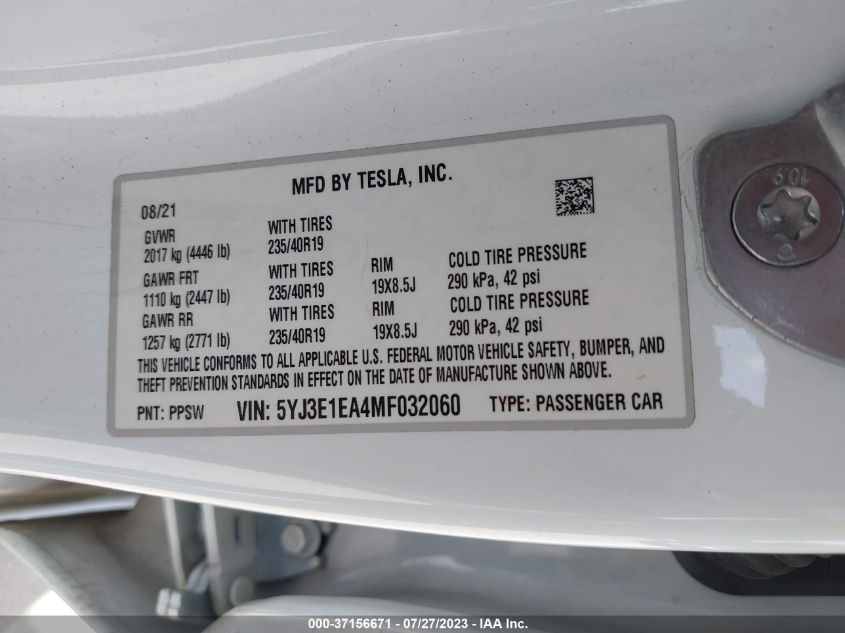 MFD BY TESLA, INC.
08/21
GVWR
2017 kg (4446 lb)
WITH TIRES
235/40R19
GAWR FRT
1110 kg (2447 lb)
WITH TIRES
235/40R19
RIM
19X8.5J
COLD TIRE PRESSURE
290 kPa, 42 psi
GAWR RR
1257 kg (2771 lb)
WITH TIRES
235/40R19
RIM
19X8.5J
COLD TIRE PRESSURE
290 kPa, 42 psi
THIS VEHICLE CONFORMS TO ALL APPLICABLE U.S. FEDERAL MOTOR VEHICLE SAFETY, BUMPER, AND
THEFT PREVENTION STANDARDS IN EFFECT ON THE DATE OF MANUFACTURE SHOWN ABOVE.
PNT: PPSW VIN: 5YJ3E1EA4MF032060 TYPE: PASSENGER CAR
000-37156671 / 07/27/2023 - IAA Inc.